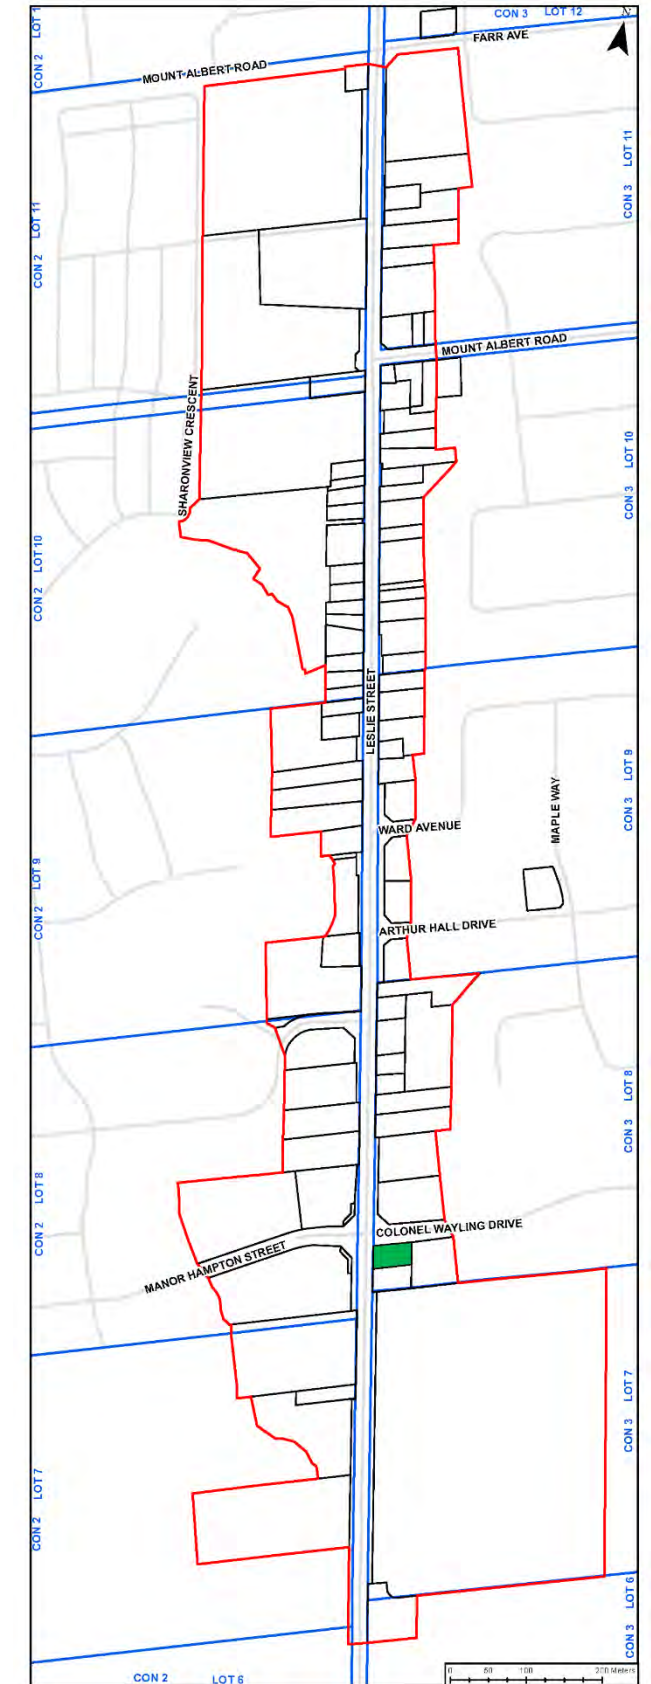 LOT 1
CON 2
CON 3 LOT 12
N
FARR AVE
MOUNT ALBERT ROAD
LOT 11
CON 3
LOT 11
CON 2
MOUNT ALBERT ROAD
SHARONVIEW CRESCENT
LOT 10
CON 3
LOT 10
CON 2
LESLIE STREET
LOT 9
CON 3
MAPLE WAY
WARD AVENUE
LOT 9
CON 2
ARTHUR HALL DRIVE
LOT 8
CON 3
LOT 8
CON 2
COLONEL WAYLING DRIVE
MANOR HAMPTON STREET
LOT 7
CON 3
LOT 7
CON 2
LOT 6
CON 3
CON 2 LOT 6
0 50 100 200 Meters